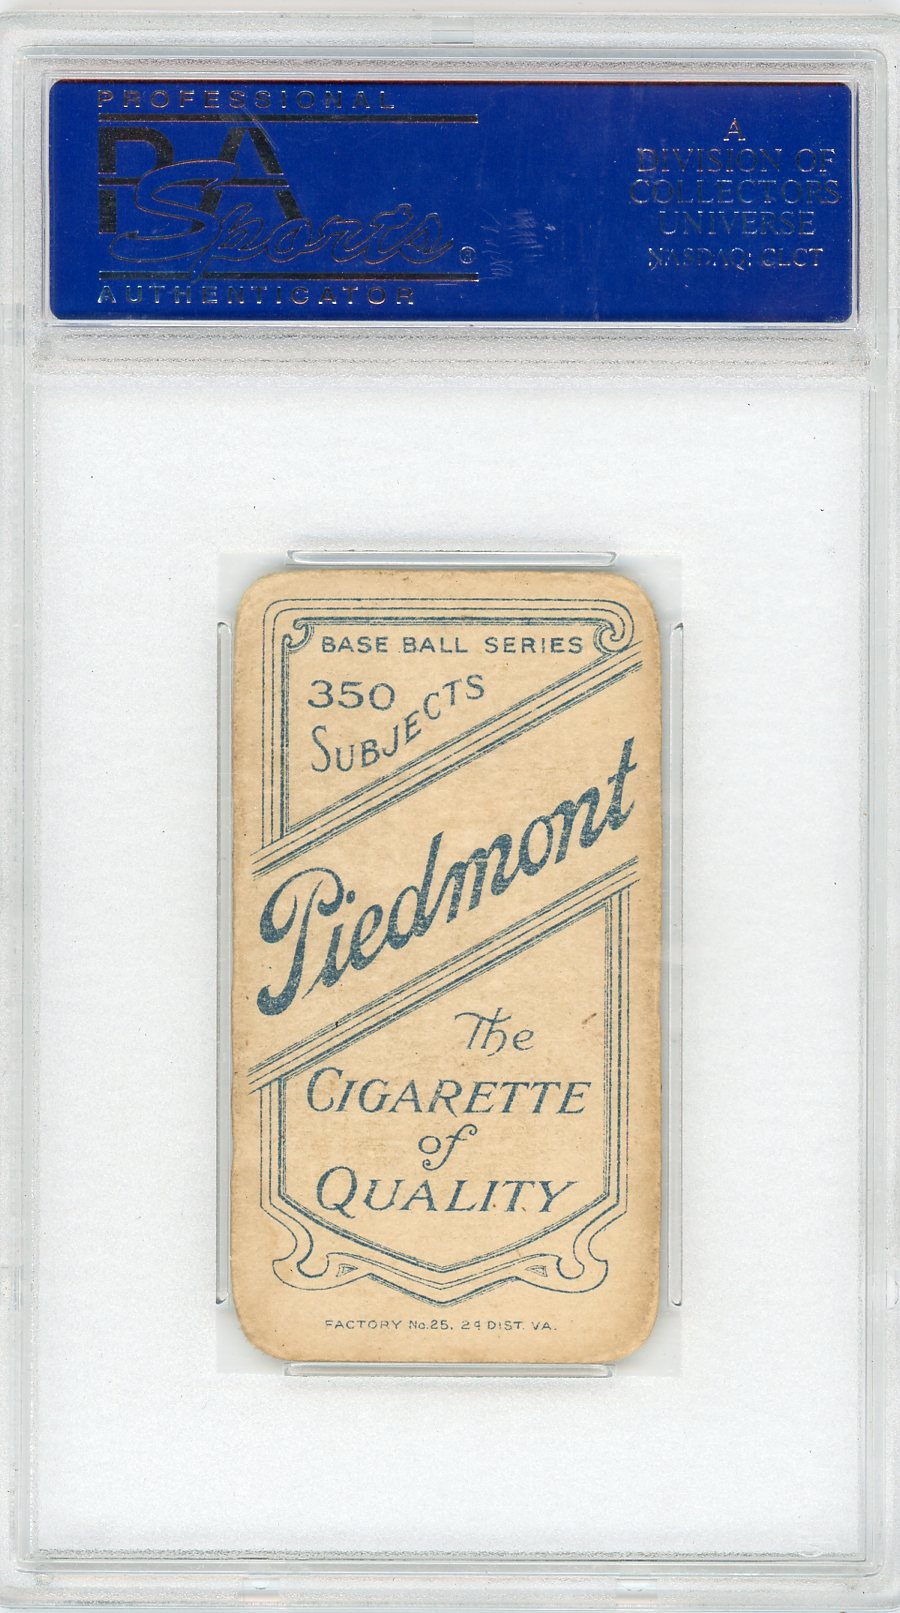 PROFESSIONAL
PSA
Sports®
AUTHENTICATOR
A
DIVISION OF
COLLECTORS
UNIVERSE
NASDAQ: CLCT
BASE BALL SERIES
350
SUBJECTS
Piedmont
The
CIGARETTE
of
QUALITY
FACTORY No. 25, 2d DIST. VA.